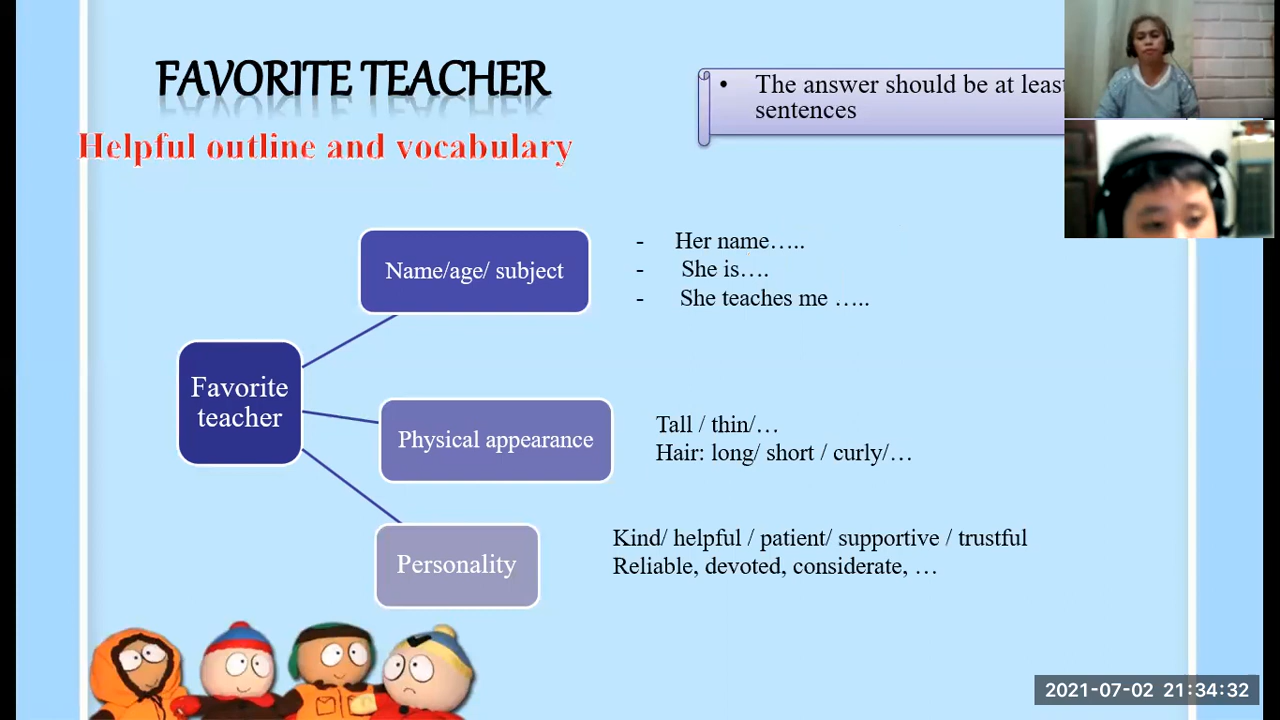 FAVORITE TEACHER
Helpful outline and vocabulary
• The answer should be at least
sentences
Name/age/ subject
- Her name…..
- She is….
- She teaches me …..
Favorite
teacher
Physical appearance
Tall / thin/…
Hair: long/ short / curly/…
Personality
Kind/ helpful / patient/ supportive / trustful
Reliable, devoted, considerate, …
2021-07-02 21:34:32